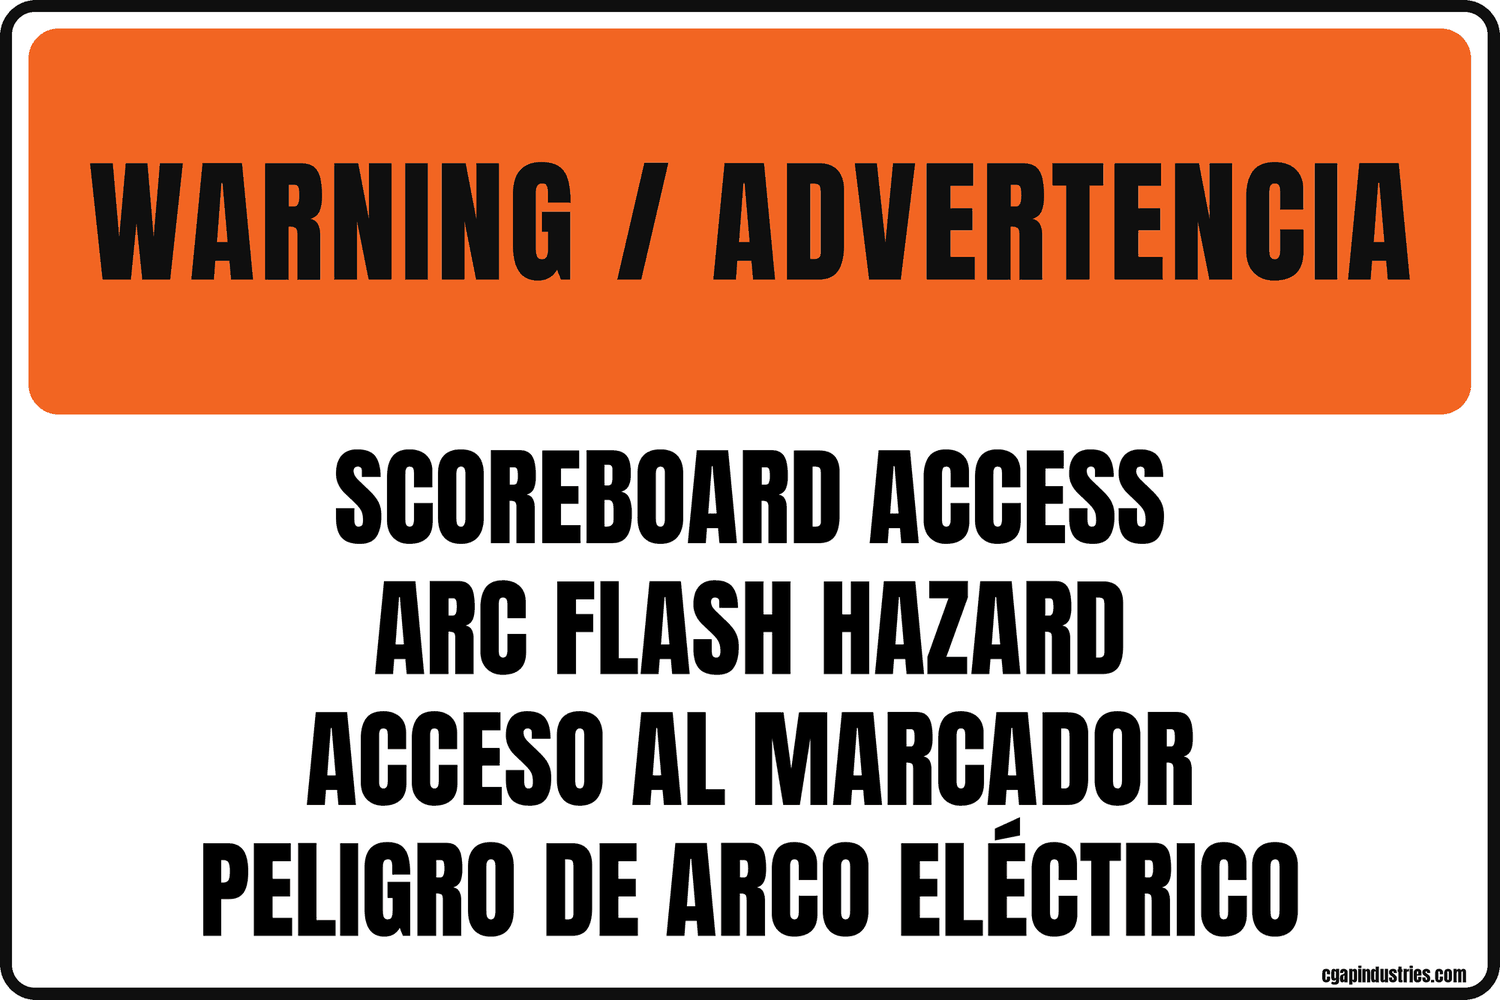 WARNING / ADVERTENCIA
SCOREBOARD ACCESS
ARC FLASH HAZARD
ACCESO AL MARCADOR
PELIGRO DE ARCO ELÉCTRICO
cgapindustries.com